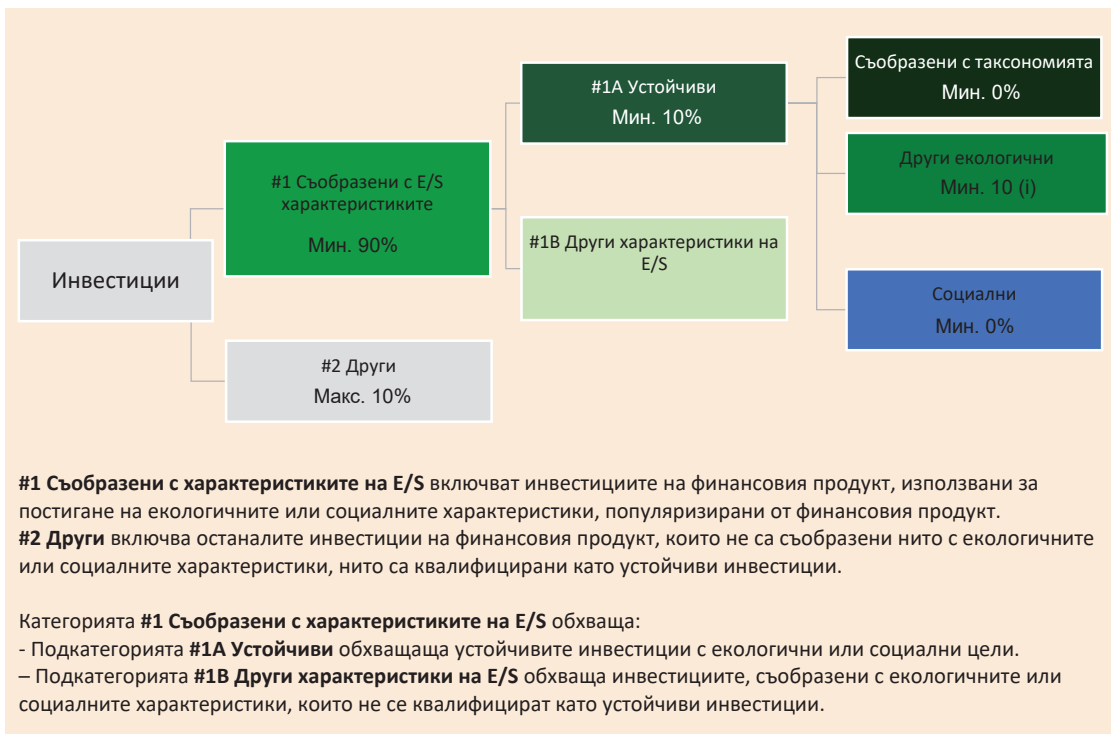 Инвестиции
#1 Съобразени с E/S
характеристиките
Мин. 90%
#2 Други
Макс. 10%
#1A Устойчиви
Мин. 10%
#1B Други характеристики на
E/S
Съобразени с таксономията
Мин. 0%
Други екологични
Мин. 10 (i)
Социални
Мин. 0%
#1 Съобразени с характеристиките на E/S включват инвестициите на финансовия продукт, използвани за
постигане на екологичните или социалните характеристики, популяризирани от финансовия продукт.
#2 Други включва останалите инвестиции на финансовия продукт, които не са съобразени нито с екологичните
или социалните характеристики, нито са квалифицирани като устойчиви инвестиции.
Категорията #1 Съобразени с характеристиките на E/S обхваща:
- Подкатегорията #1A Устойчиви обхващаща устойчивите инвестиции с екологични или социални цели.
– Подкатегорията #1B Други характеристики на E/S обхваща инвестициите, съобразени с екологичните или
социалните характеристики, които не се квалифицират като устойчиви инвестиции.